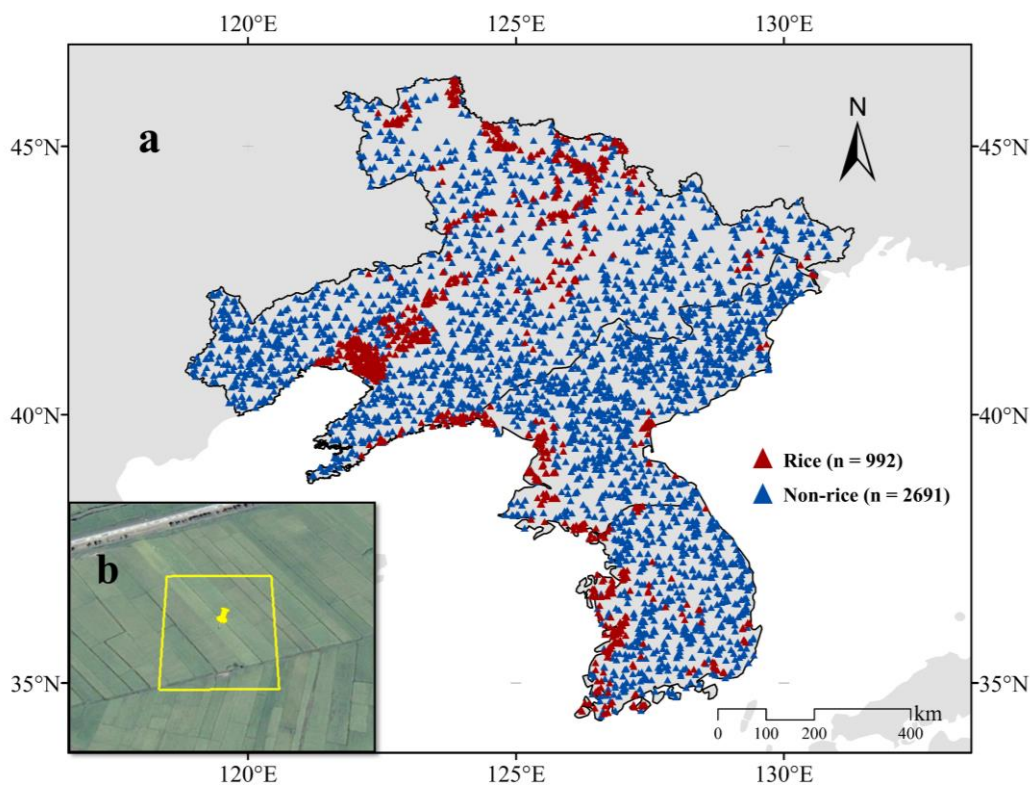 120°E 125°E 130°E
a
N
45°N 45°N
40°N 40°N
Rice (n = 992)
Non-rice (n = 2691)
b
35°N 35°N
km
0 100 200 400
120°E 125°E 130°E